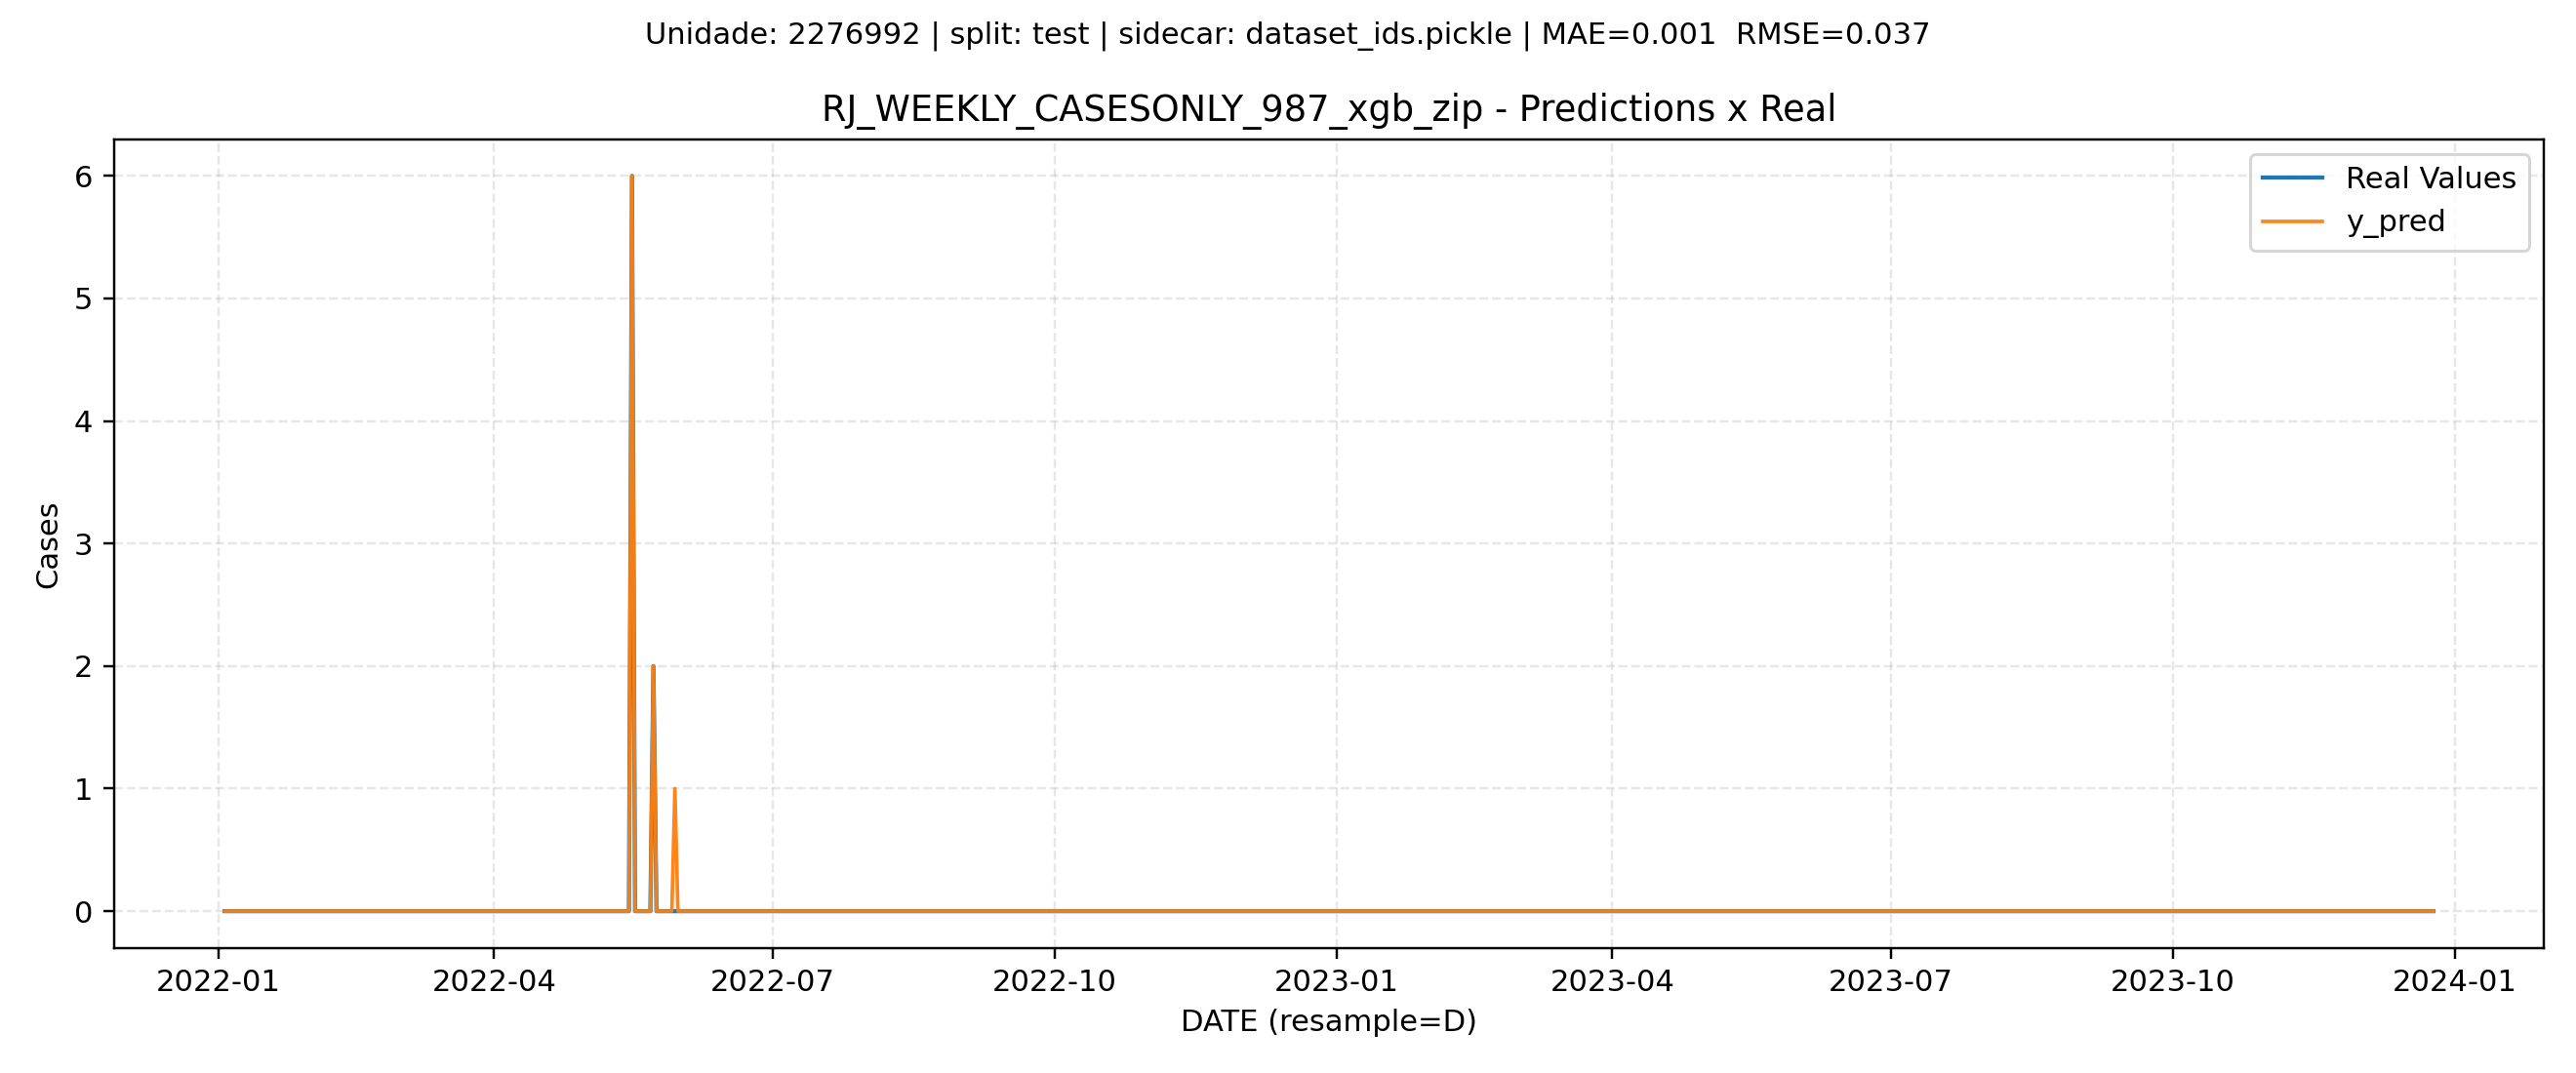 Unidade: 2276992 | split: test | sidecar: dataset_ids.pickle | MAE=0.001  RMSE=0.037
RJ_WEEKLY_CASESONLY_987_xgb_zip - Predictions x Real
Real Values
y_pred
6
5
4
3
2
1
0
Cases
2022-01
2022-04
2022-07
2022-10
2023-01
2023-04
2023-07
2023-10
2024-01
DATE (resample=D)